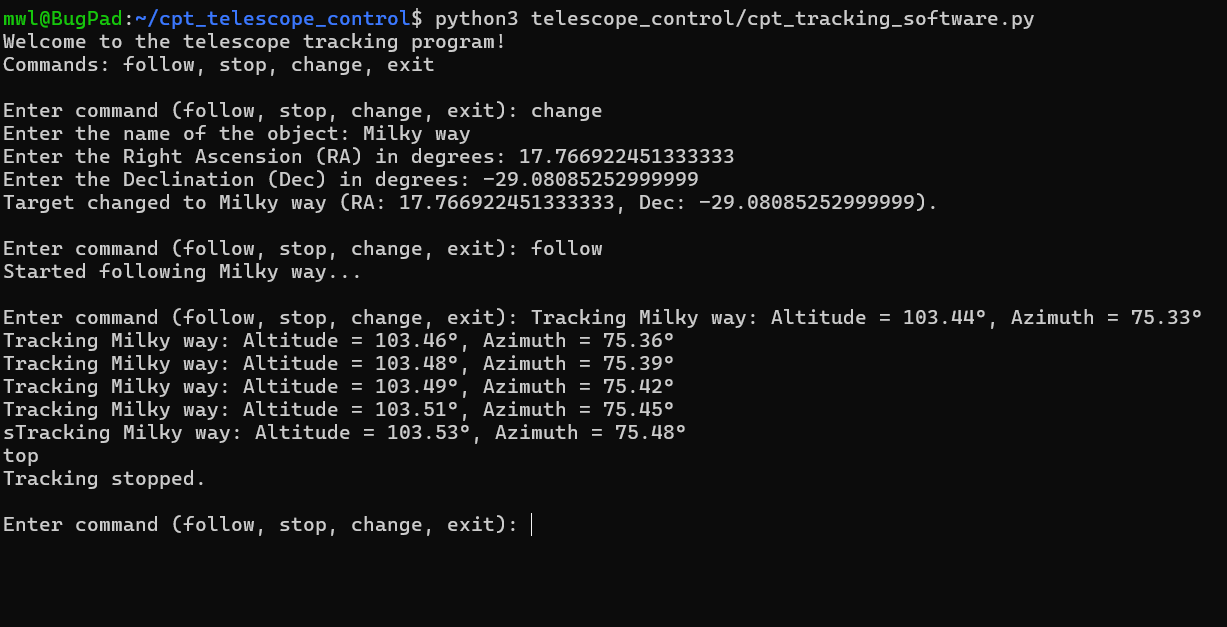 mwl@BugPad:~/cpt_telescope_control$ python3 telescope_control/cpt_tracking_software.py
Welcome to the telescope tracking program!
Commands: follow, stop, change, exit
Enter command (follow, stop, change, exit): change
Enter the name of the object: Milky way
Enter the Right Ascension (RA) in degrees: 17.766922451333333
Enter the Declination (Dec) in degrees: -29.08085252999999
Target changed to Milky way (RA: 17.766922451333333, Dec: -29.08085252999999).
Enter command (follow, stop, change, exit): follow
Started following Milky way...
Enter command (follow, stop, change, exit): Tracking Milky way: Altitude = 103.44°, Azimuth = 75.33°
Tracking Milky way: Altitude = 103.46°, Azimuth = 75.36°
Tracking Milky way: Altitude = 103.48°, Azimuth = 75.39°
Tracking Milky way: Altitude = 103.49°, Azimuth = 75.42°
Tracking Milky way: Altitude = 103.51°, Azimuth = 75.45°
sTracking Milky way: Altitude = 103.53°, Azimuth = 75.48°
top
Tracking stopped.
Enter command (follow, stop, change, exit):